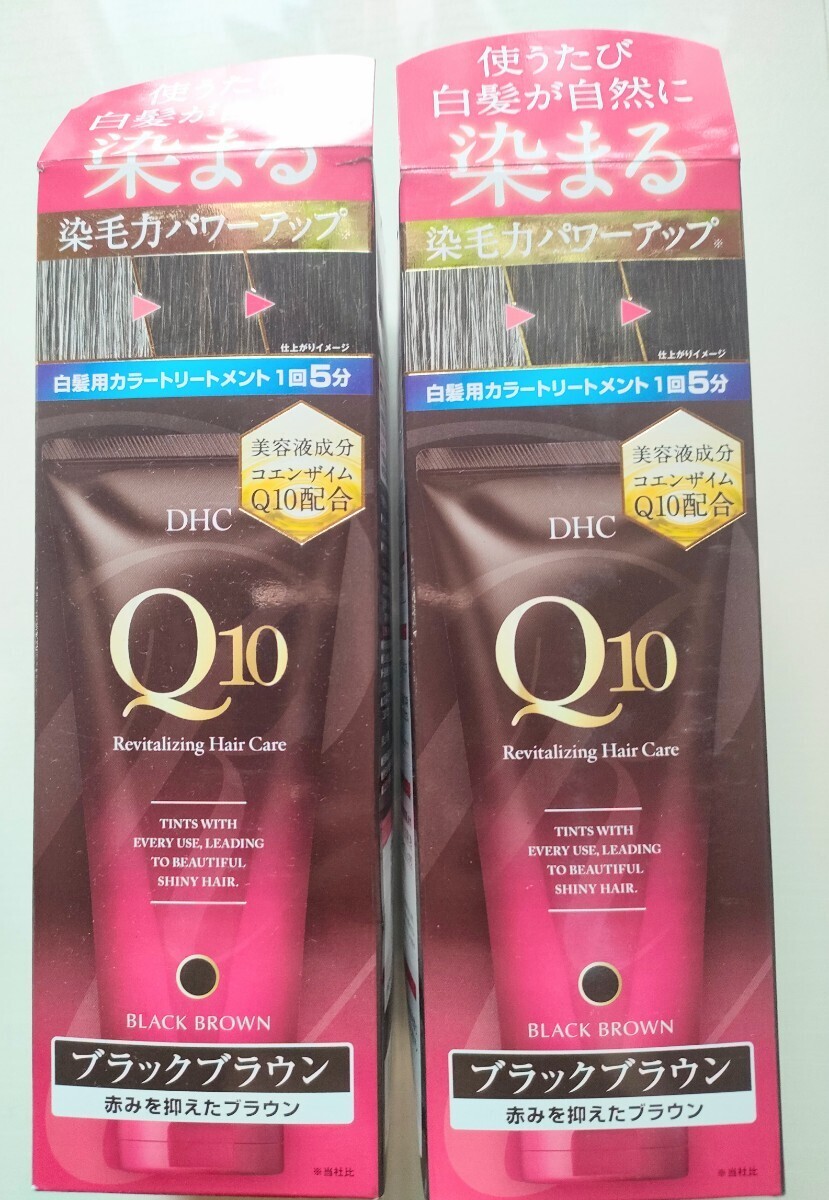 使うた
白髪が
染まる
染毛力パワーアップ
仕上がりイメージ
白髪用カラートリートメント1回5分
美容液成分
コエンザイム
Q10配合
DHC
Q10
Revitalizing Hair Care
TINTS WITH
EVERY USE, LEADING
TO BEAUTIFUL
SHINY HAIR.
BLACK BROWN
ブラックブラウン
赤みを抑えたブラウン
※当社比
使うたび
白髪が自然に
染まる
染毛力パワーアップ※
仕上がりイメージ
白髪用カラートリートメント1回5分
美容液成分
コエンザイム
Q10配合
DHC
Q10
Revitalizing Hair Care
TINTS WITH
EVERY USE, LEADING
TO BEAUTIFUL
SHINY HAIR.
BLACK BROWN
ブラックブラウン
赤みを抑えたブラウン
※当社比